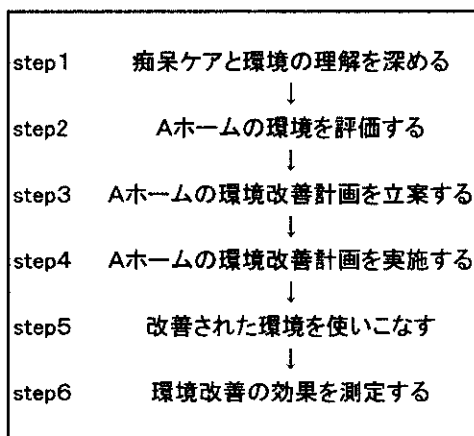 step1 痴呆ケアと環境の理解を深める
↓
step2 Aホームの環境を評価する
↓
step3 Aホームの環境改善計画を立案する
↓
step4 Aホームの環境改善計画を実施する
↓
step5 改善された環境を使いこなす
↓
step6 環境改善の効果を測定する